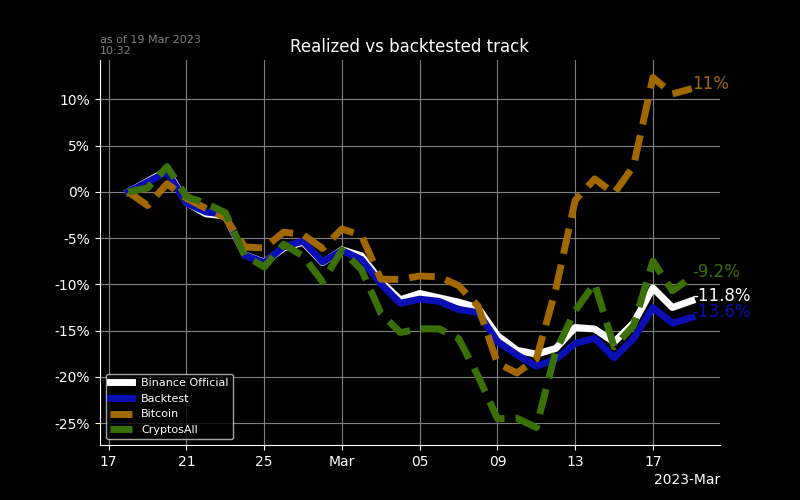 as of 19 Mar 2023
10:32
Realized vs backtested track
10%
5%
0%
-5%
-10%
-15%
-20%
-25%
11%
-9.2%
-11.8%
-13.6%
Binance Official
Backtest
Bitcoin
CryptosAll
17
21
25
Mar
05
09
13
17
2023-Mar